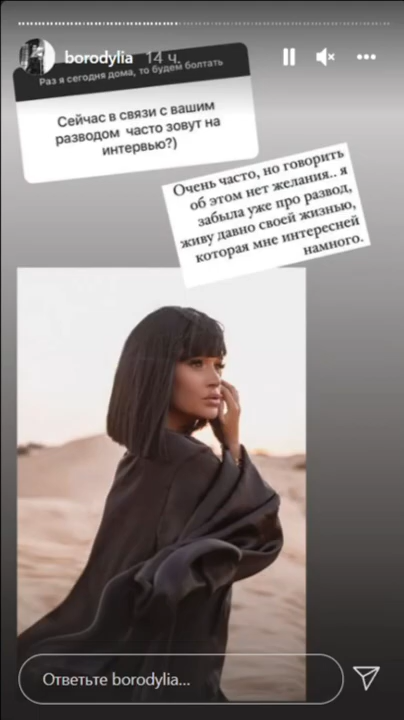 borodylia 14 ч.
Раз я сегодня дома, то будем болтать
Сейчас в связи с вашим
разводом часто зовут на
интервью?)
Очень часто, но говорить
об этом нет желания.. я
забыла уже про развод,
живу давно своей жизнью,
которая мне интересней
намного.
Ответьте borodylia...